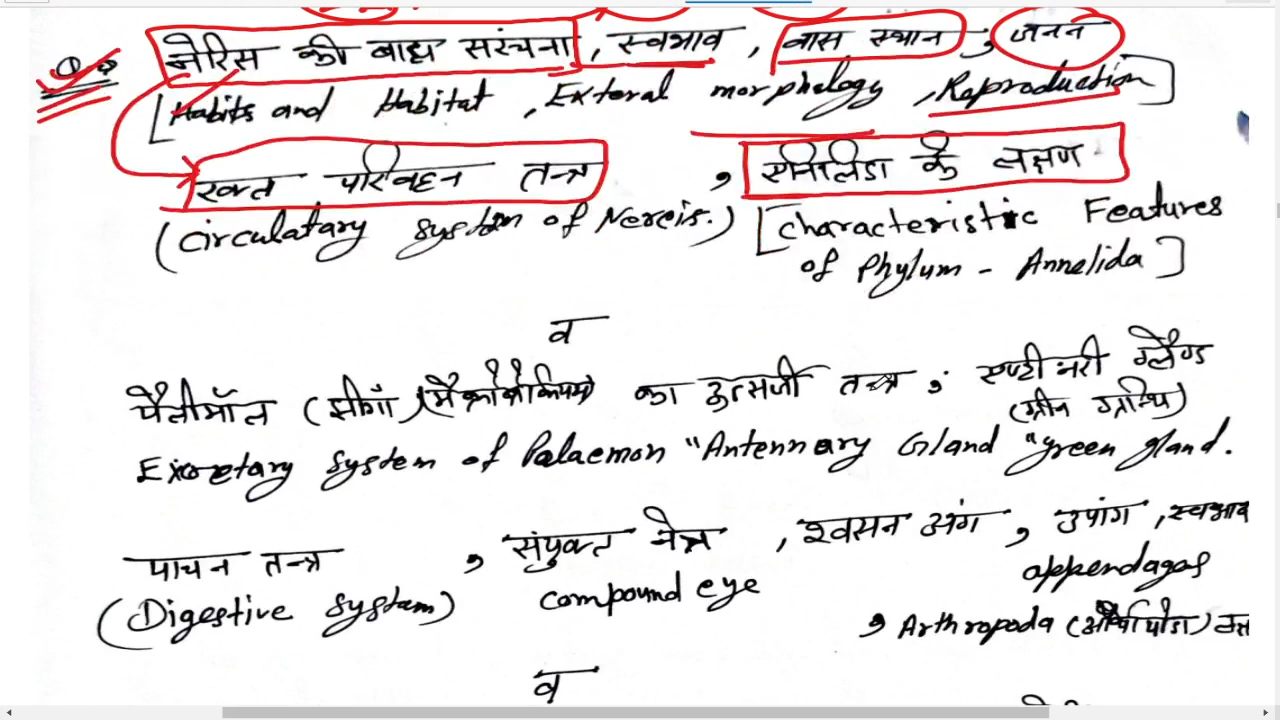 Q. नेरिस की बाह्य संरचना, स्वभाव, वास स्थान, जनन
[Habits and Habitat, Exteral morphology, Reproduction]
रक्त परिवहन तन्त्र, एनिलिडा के लक्षण
(Circulatary system of Nereis.) [Characteristic Features
of Phylum - Annelida]
व
पैलीमॉन (झींगा) का उत्सर्जी तन्त्र, एण्टीनरी ग्लैण्ड
(ग्रीन ग्रन्थि)
Excretary system of Palaemon "Antennary Gland "green gland.
पाचन तन्त्र, संयुक्त नेत्र, श्वसन अंग, उपांग, स्वभाव
(Digestive system) compound eye appendages
, Arthropoda
व